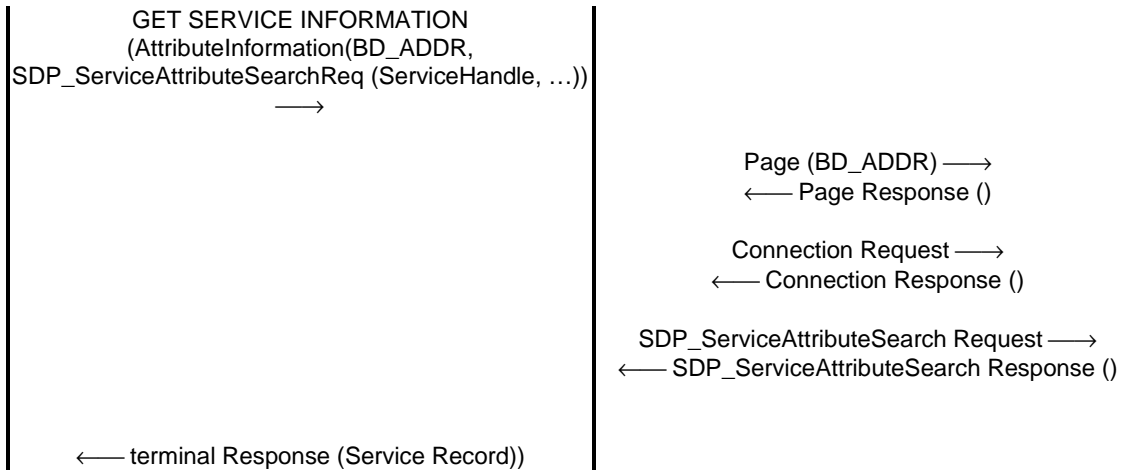 GET SERVICE INFORMATION
(AttributeInformation(BD_ADDR,
SDP_ServiceAttributeSearchReq (ServiceHandle, …))
⟶
Page (BD_ADDR) ⟶
⟵ Page Response ()
Connection Request ⟶
⟵ Connection Response ()
SDP_ServiceAttributeSearch Request ⟶
⟵ SDP_ServiceAttributeSearch Response ()
⟵ terminal Response (Service Record))